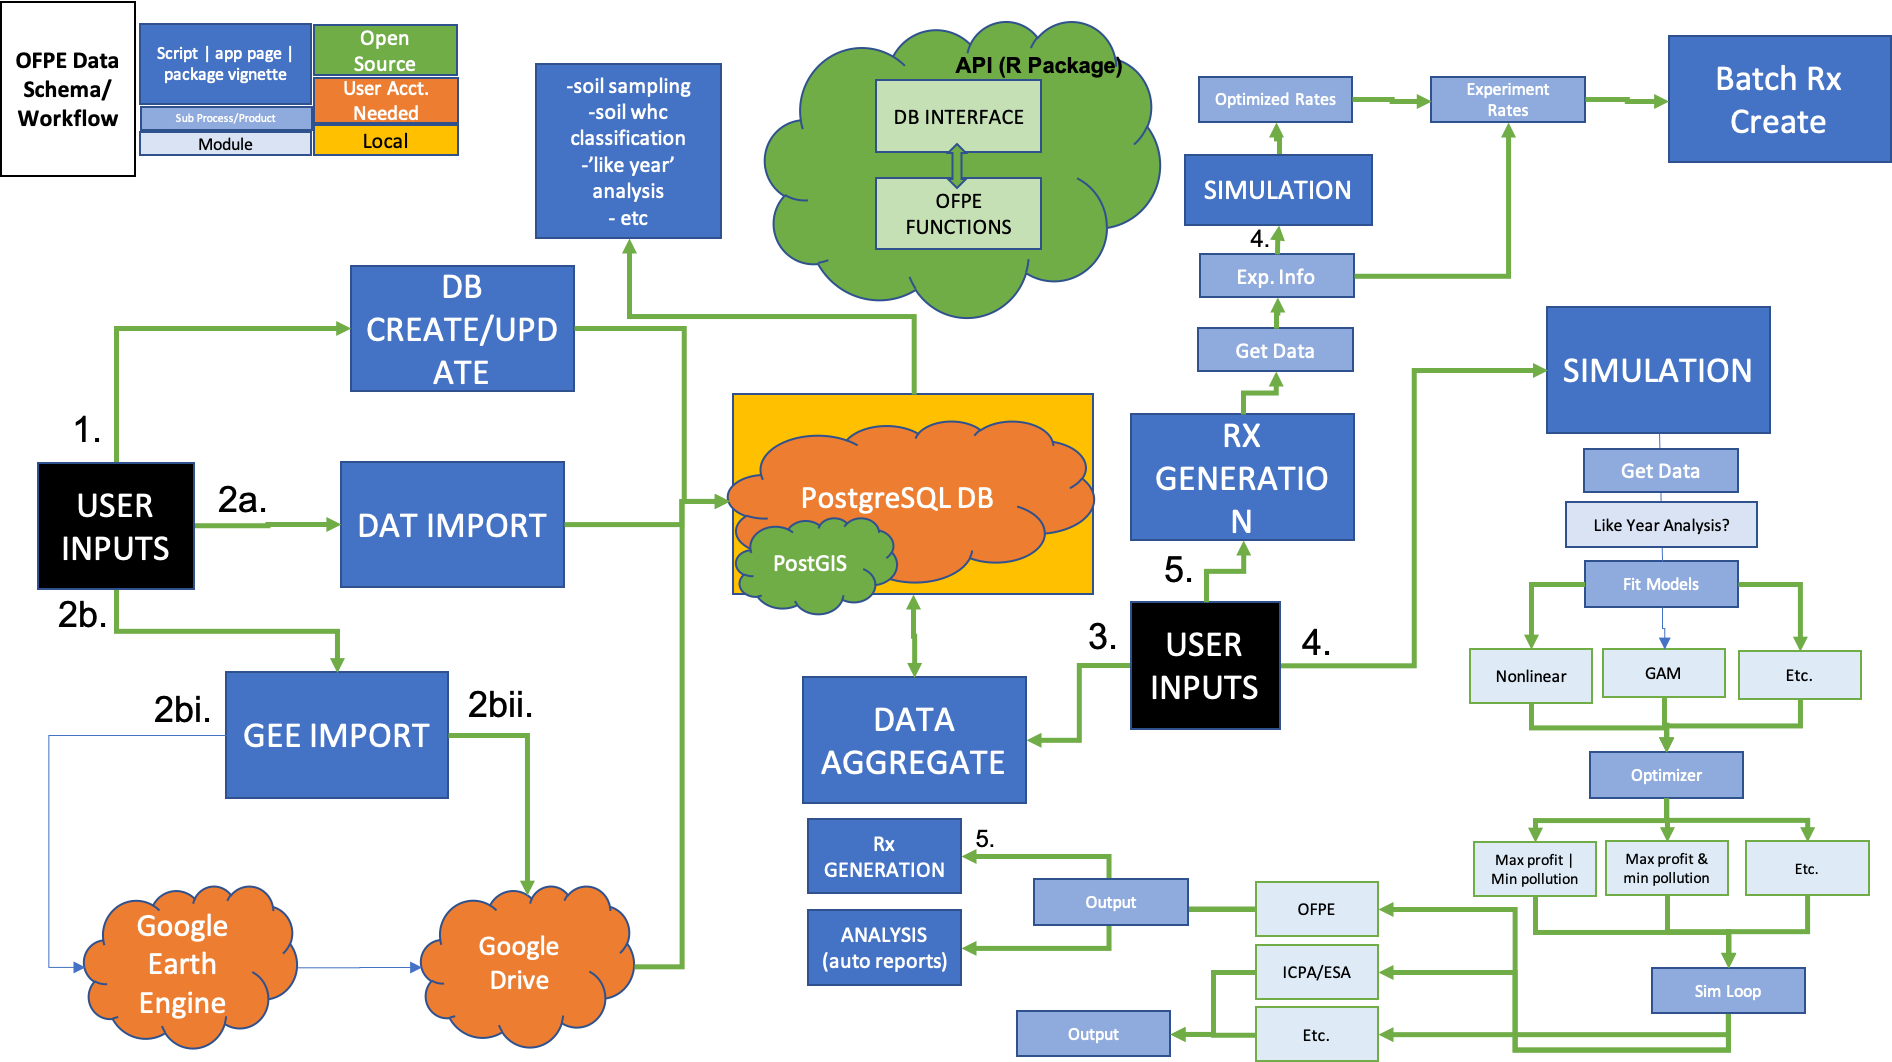 OFPE Data
Schema/
Workflow
Script | app page |
package vignette
Sub Process/Product
Module
Open
Source
User Acct.
Needed
Local
-soil sampling
-soil whc
classification
-'like year'
analysis
- etc
API (R Package)
DB INTERFACE
OFPE
FUNCTIONS
Optimized Rates
Experiment
Rates
Batch Rx
Create
SIMULATION
4.
Exp. Info
Get Data
RX
GENERATIO
N
5.
DB
CREATE/UPD
ATE
1.
USER
INPUTS
2a.
DAT IMPORT
2b.
2bi.
GEE IMPORT
2bii.
Google
Earth
Engine
Google
Drive
PostgreSQL DB
PostGIS
3.
USER
INPUTS
4.
DATA
AGGREGATE
SIMULATION
Get Data
Like Year Analysis?
Fit Models
Nonlinear
GAM
Etc.
Optimizer
Max profit |
Min pollution
Max profit &
min pollution
Etc.
Sim Loop
OFPE
ICPA/ESA
Etc.
Output
Output
5.
Rx
GENERATION
ANALYSIS
(auto reports)